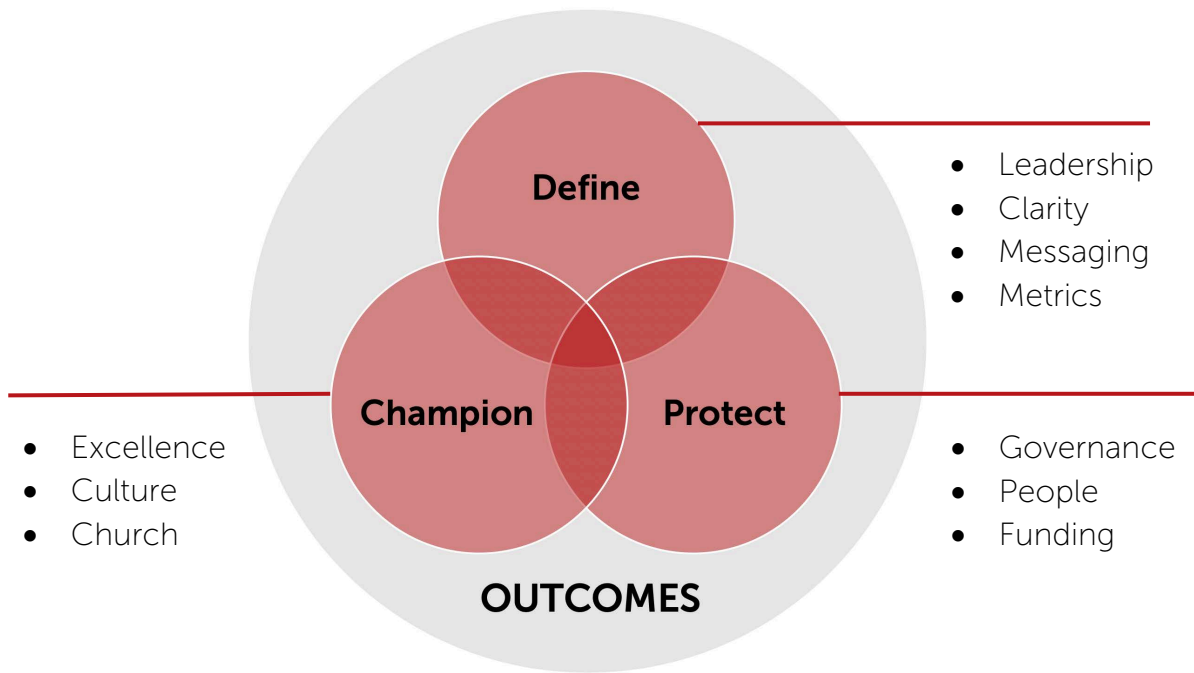 Define
• Leadership
• Clarity
• Messaging
• Metrics
Champion
• Excellence
• Culture
• Church
Protect
• Governance
• People
• Funding
OUTCOMES